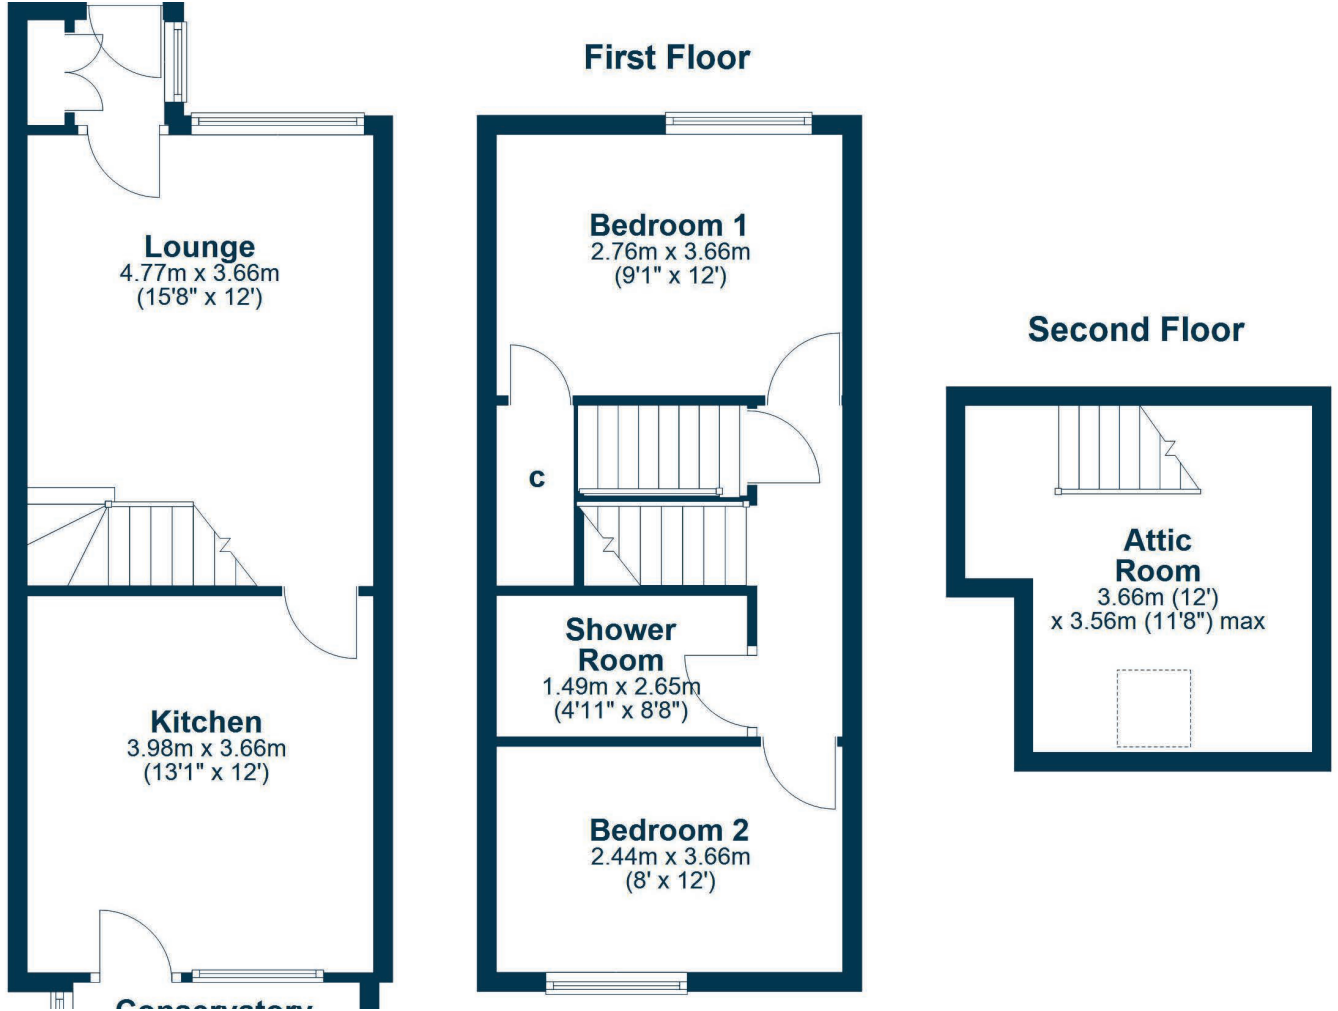 Lounge
4.77m x 3.66m
(15'8" x 12')
Kitchen
3.98m x 3.66m
(13'1" x 12')
Conservatory
First Floor
Bedroom 1
2.76m x 3.66m
(9'1" x 12')
c
Shower
Room
1.49m x 2.65m
(4'11" x 8'8")
Bedroom 2
2.44m x 3.66m
(8' x 12')
Second Floor
Attic
Room
3.66m (12')
x 3.56m (11'8") max